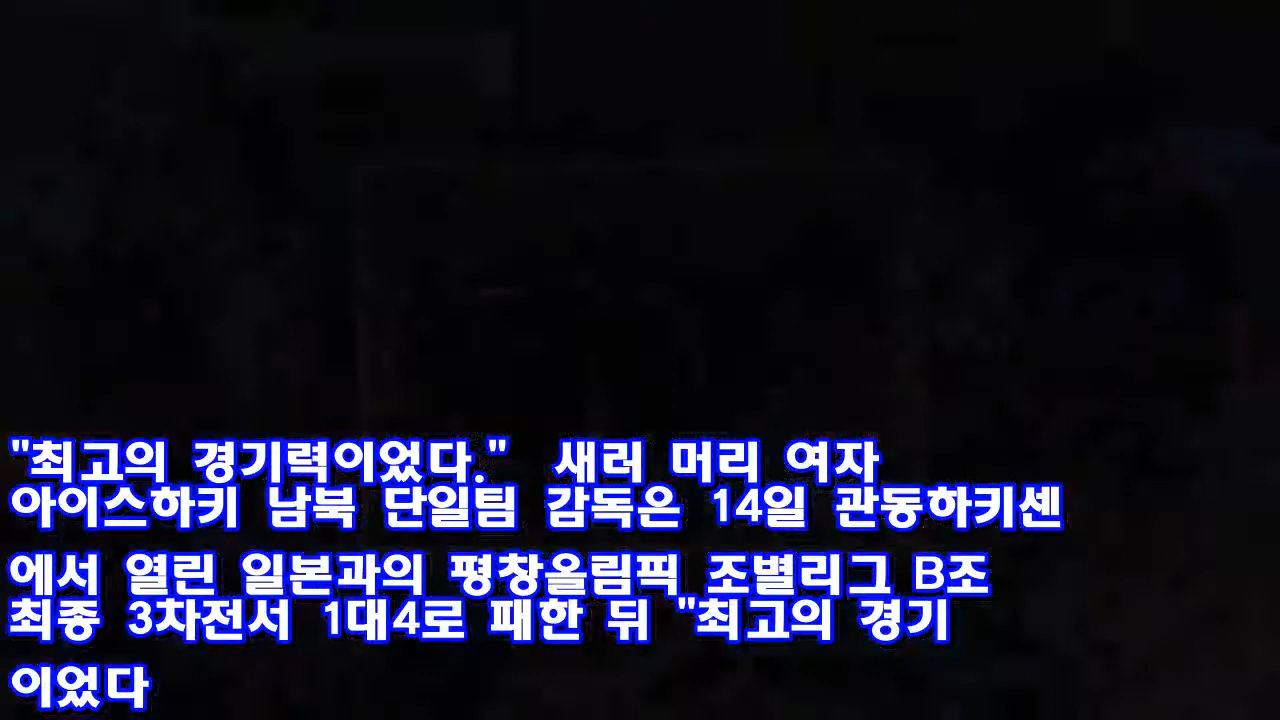 "최고의 경기력이었다." 새러 머리 여자
아이스하키 남북 단일팀 감독은 14일 관동하키센
에서 열린 일본과의 평창올림픽 조별리그 B조
최종 3차전서 1대4로 패한 뒤 "최고의 경기
이었다